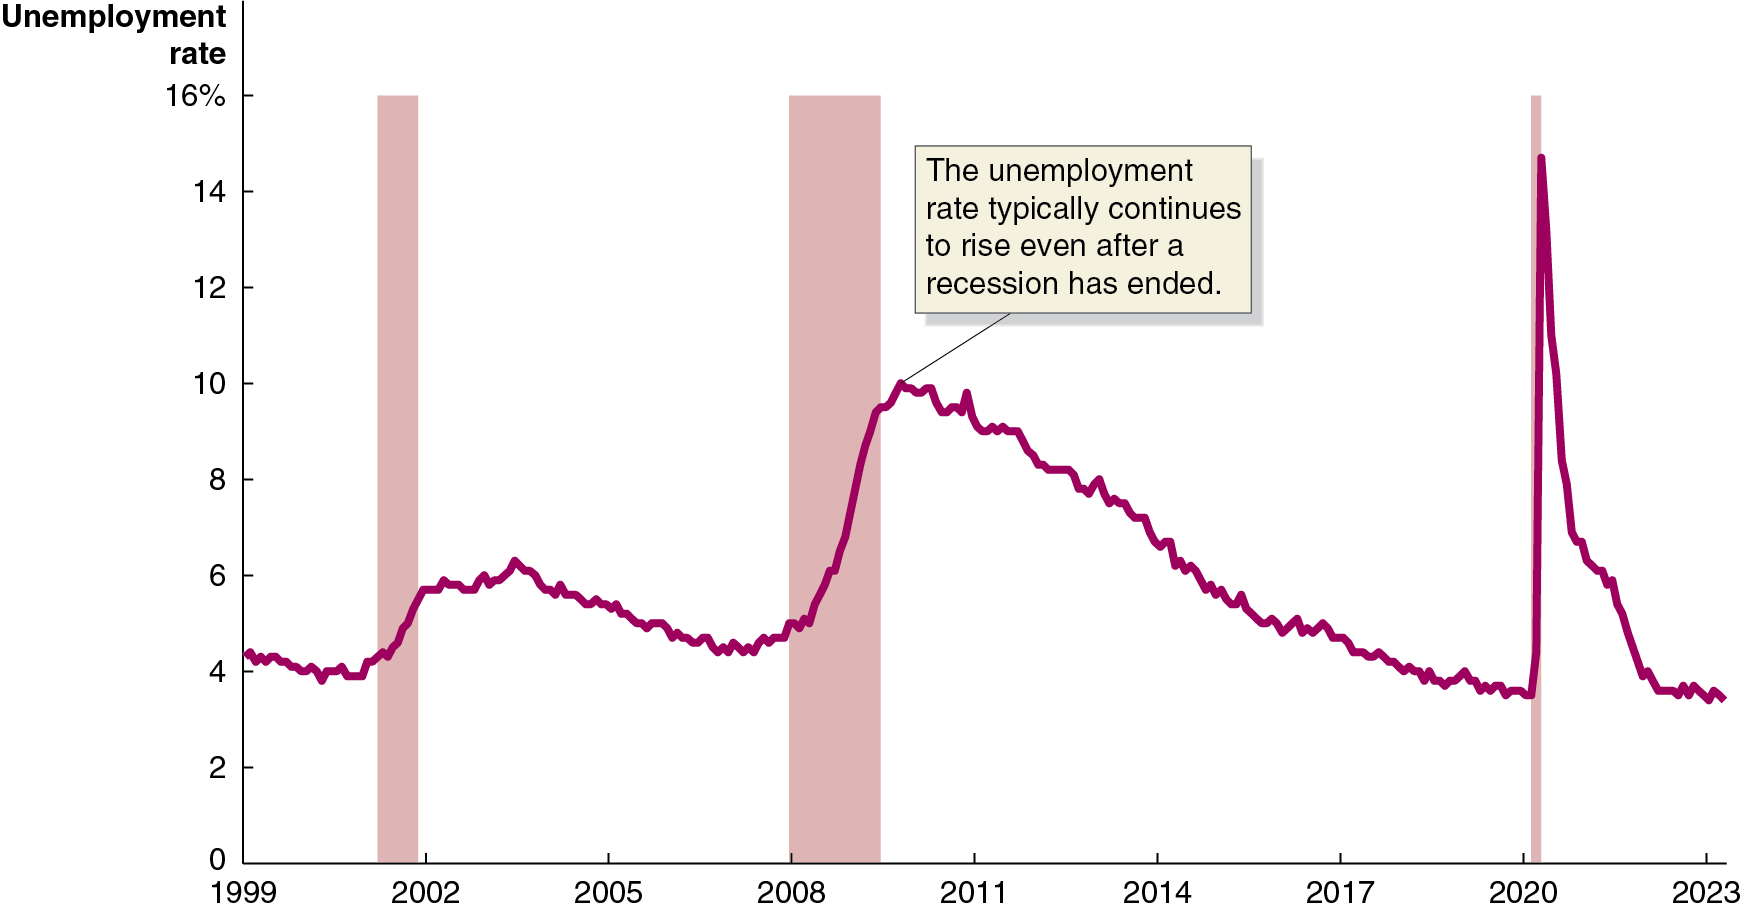 Unemployment
rate
16%
14
12
10
8
6
4
2
0
The unemployment
rate typically continues
to rise even after a
recession has ended.
1999 2002 2005 2008 2011 2014 2017 2020 2023